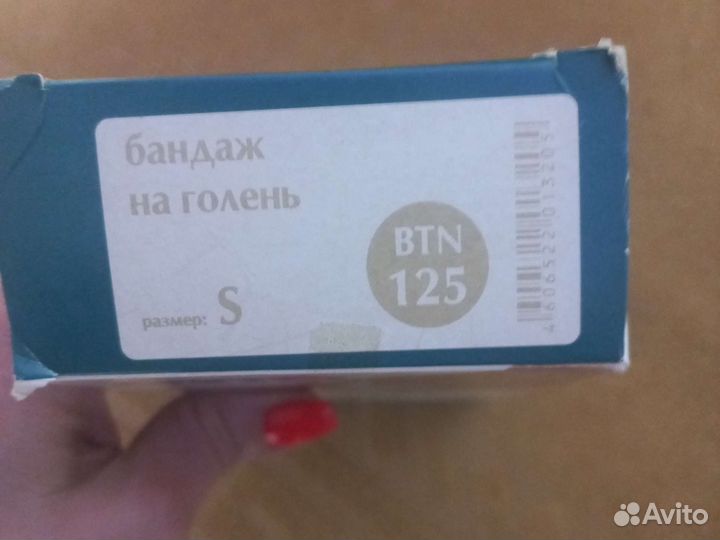 бандаж
на голень
размер: S
BTN
125
4606522013205
Avito